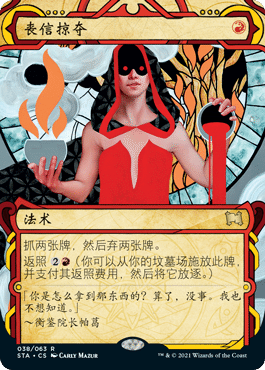 丧信掠夺
法术
抓两张牌，然后弃两张牌。
返照{2}{R}（你可以从你的坟墓场施放此牌，
并支付其返照费用，然后将它放逐。）
「你是怎么拿到那东西的？算了，没事。我也
不想知道。」
～衡鉴院长帕菖
038/063 R
STA • CS CARLY MAZUR
™ & © 2021 Wizards of the Coast